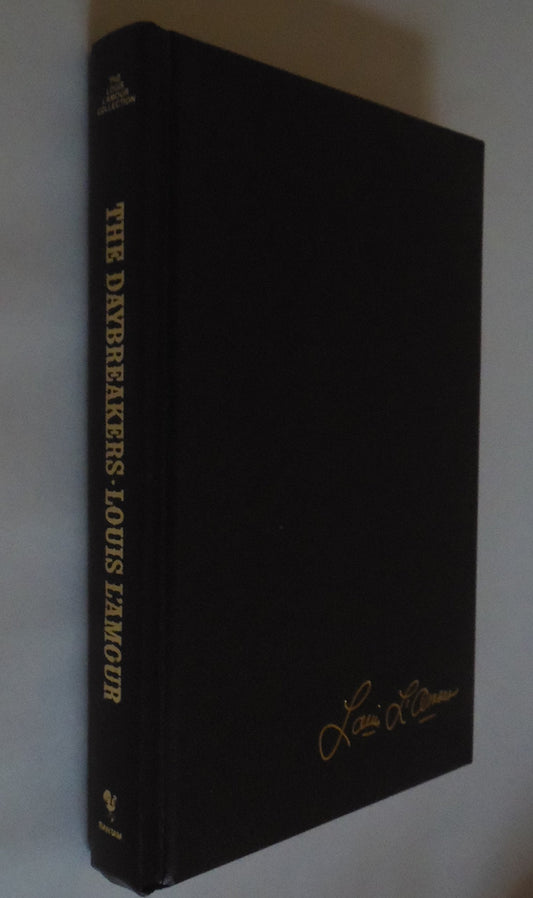 THE
LOUIS
L'AMOUR
COLLECTION
THE DAYBREAKERS · LOUIS L'AMOUR
BANTAM
Louis L'Amour